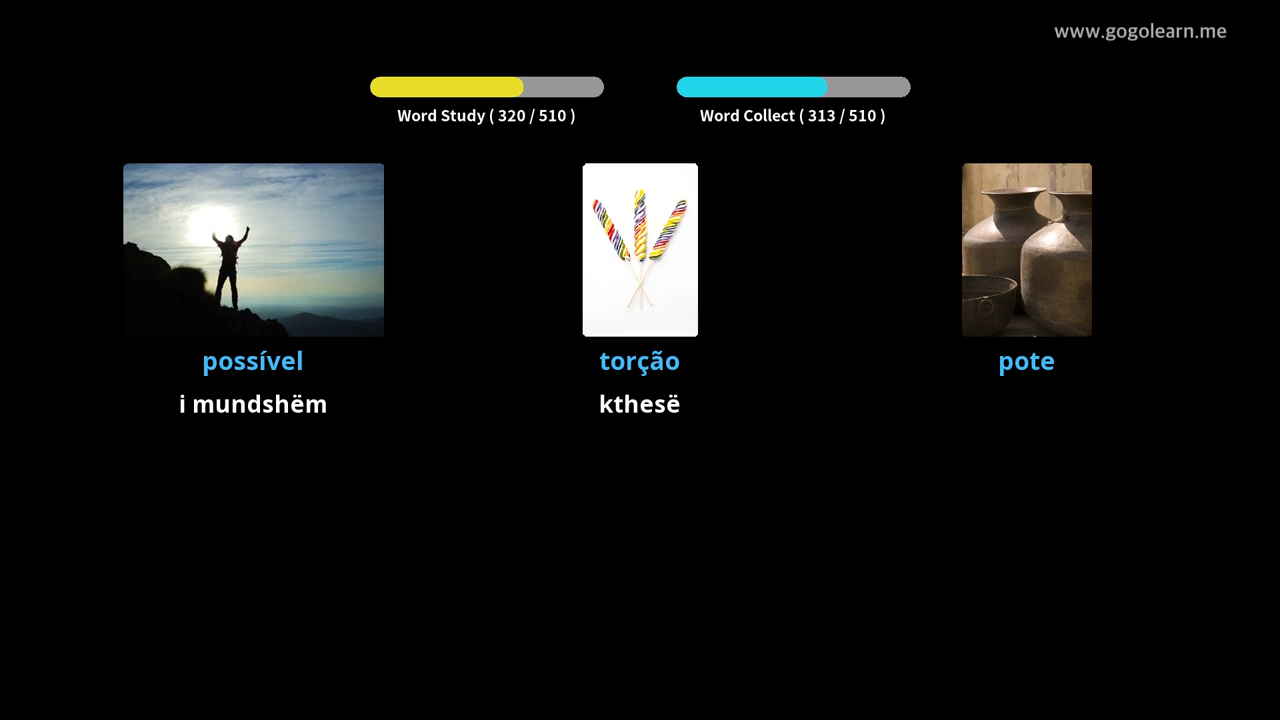 www.gogolearn.me
Word Study ( 320 / 510 )
Word Collect ( 313 / 510 )
possível
torção
pote
i mundshëm
kthesë